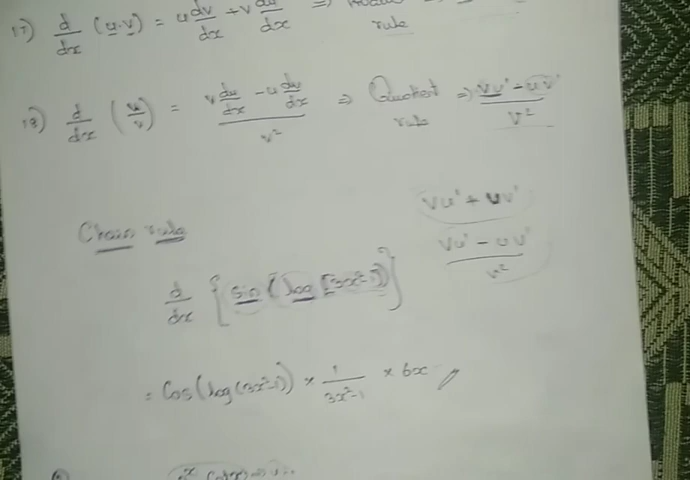 17) d/dx (u.v) = u dv/dx + v du/dx ⇒ rule
18) d/dx (u/v) = (v du/dx - u du/dx)/v² ⇒ Quotient rule ⇒ (vu' - uv')/v²
vu' + uv'
Chain rule
(vu' - uv')/v²
d/dx {sin(log[3x²-1])}
= Cos(log(3x²-1)) × 1/(3x²-1) × 6x